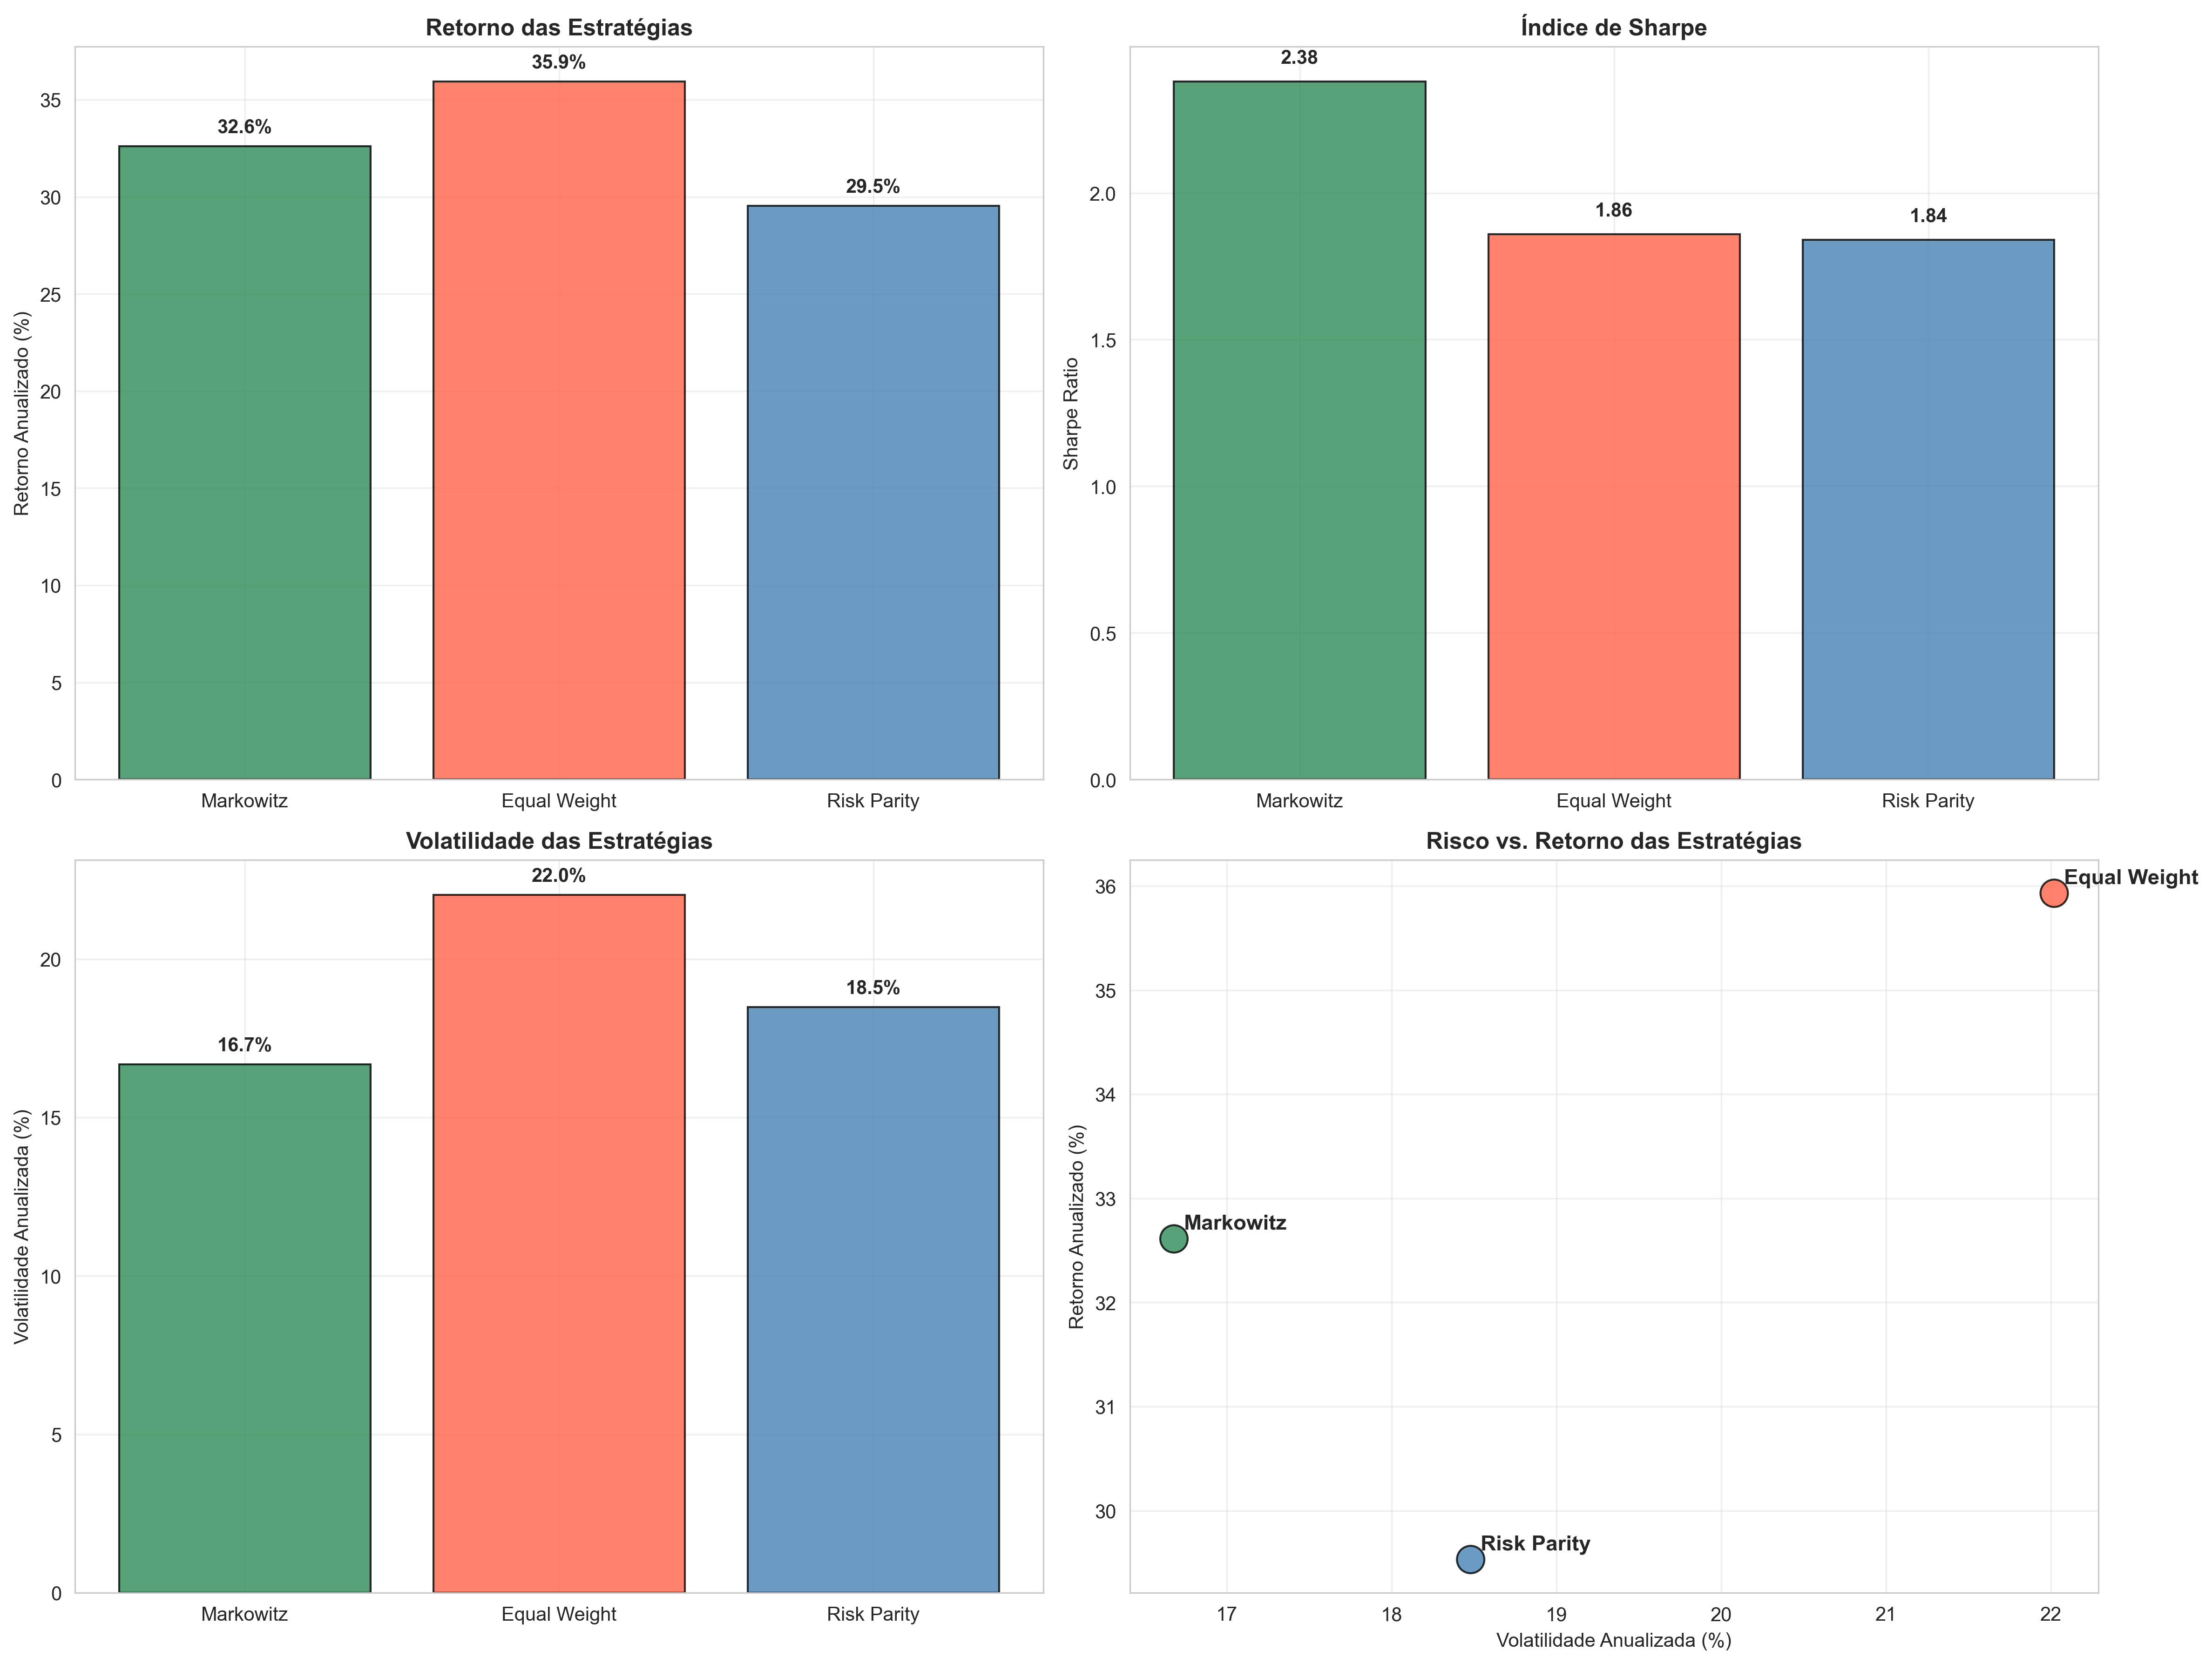 Retorno das Estratégias
Retorno Anualizado (%)
35
30
25
20
15
10
5
0
32.6%
35.9%
29.5%
Markowitz
Equal Weight
Risk Parity
Índice de Sharpe
Sharpe Ratio
2.0
1.5
1.0
0.5
0.0
2.38
1.86
1.84
Markowitz
Equal Weight
Risk Parity
Volatilidade das Estratégias
Volatilidade Anualizada (%)
20
15
10
5
0
16.7%
22.0%
18.5%
Markowitz
Equal Weight
Risk Parity
Risco vs. Retorno das Estratégias
Retorno Anualizado (%)
36
35
34
33
32
31
30
Equal Weight
Markowitz
Risk Parity
17
18
19
20
21
22
Volatilidade Anualizada (%)